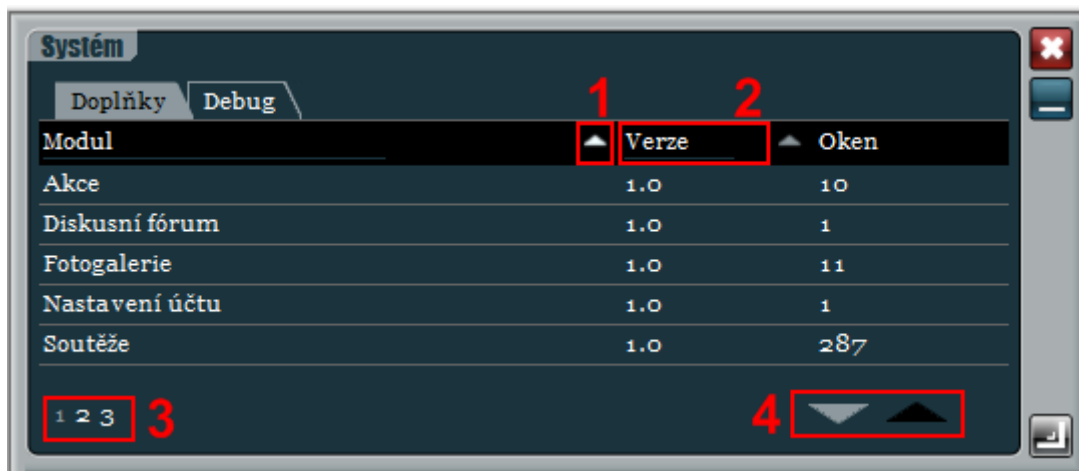 Systém
Doplňky Debug 1 2
Modul Verze Oken
Akce 1.0 10
Diskusní fórum 1.0 1
Fotogalerie 1.0 11
Nastavení účtu 1.0 1
Soutěže 1.0 287
1 2 3 3 4